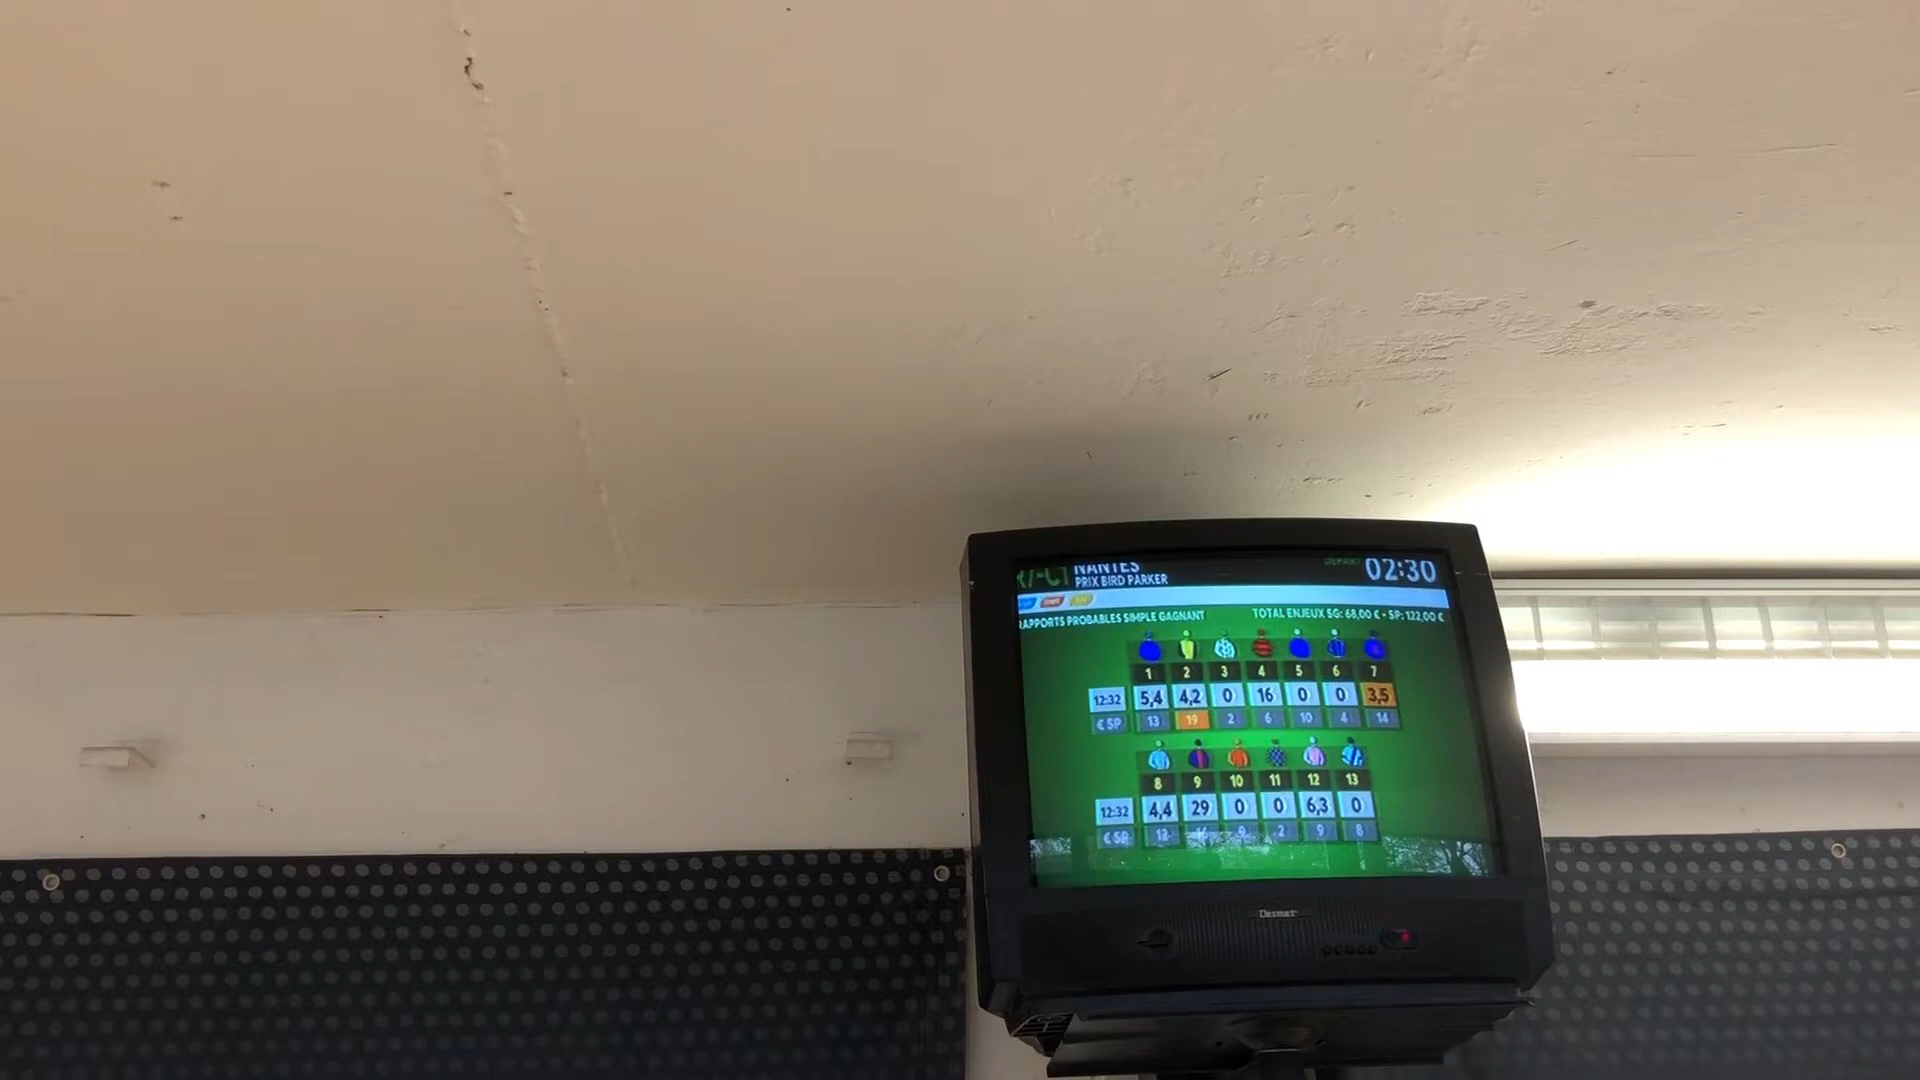 NANTES
PRIX BIRD PARKER
02:30
RAPPORTS PROBABLES SIMPLE GAGNANT
TOTAL ENJEUX SG: 68,00 € - SP: 122,00 €
1 2 3 4 5 6 7
12:32 5,4 4,2 0 16 0 0 3,5
€ SP 13 19 2 6 10 4 14
8 9 10 11 12 13
12:32 4,4 29 0 0 6,3 0
€ SP 2 9 8